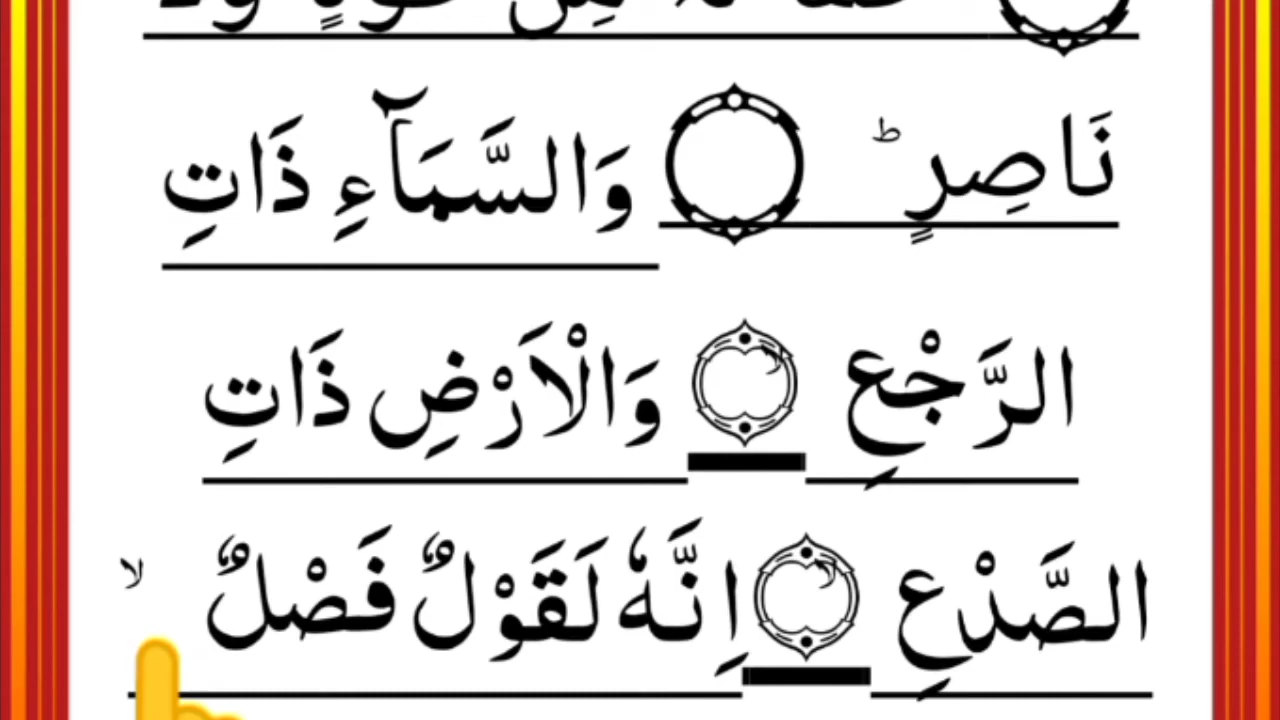 نَاصِرٍ ؕ ۝ وَالسَّمَآءِ ذَاتِ
الرَّجْعِ ۝ۙ وَالْاَرْضِ ذَاتِ
الصَّدْعِ ۝ۙ اِنَّهٗ لَقَوْلٌ فَصْلٌ ۙ